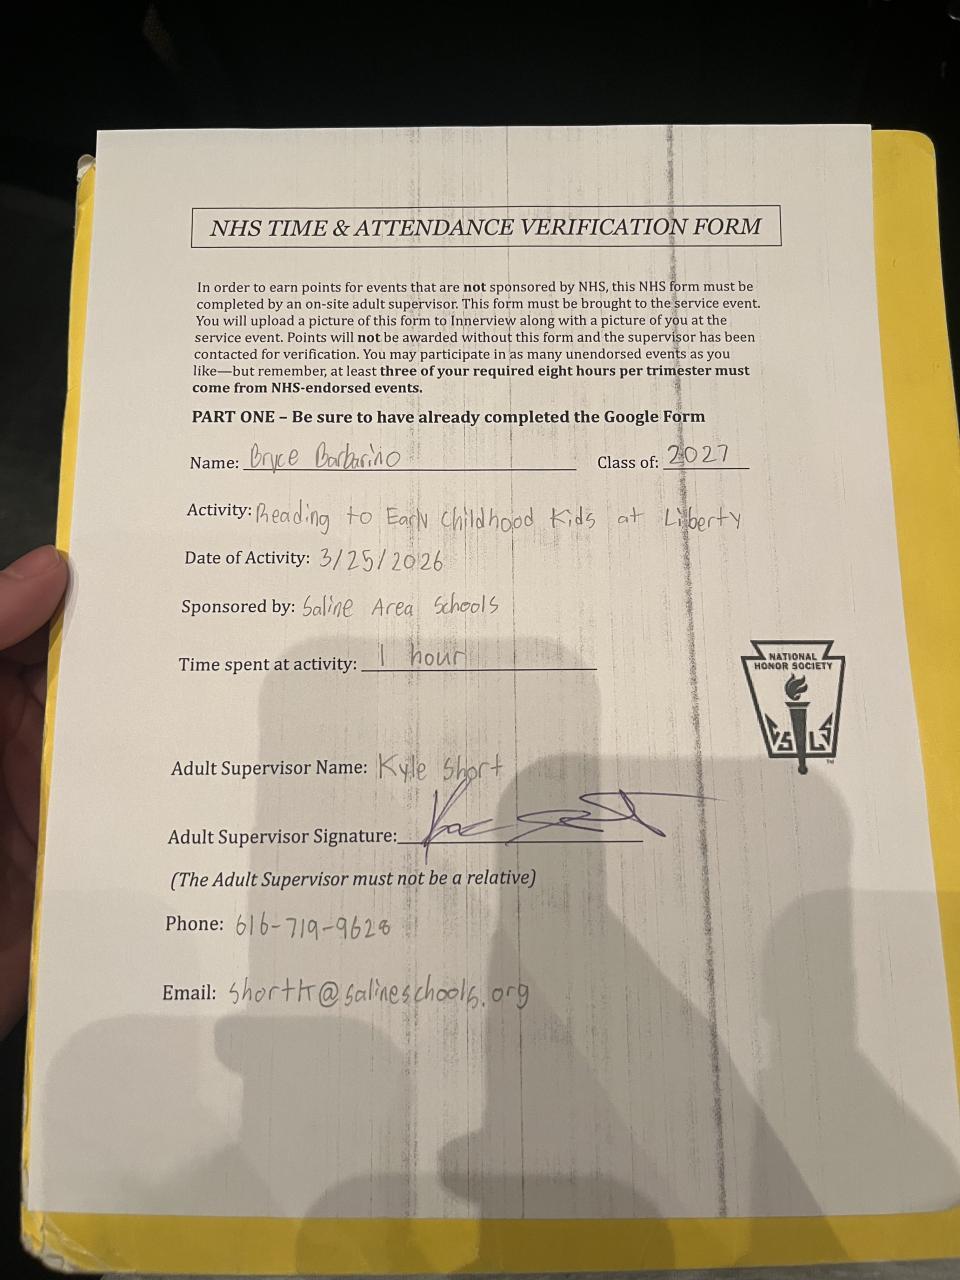 NHS TIME & ATTENDANCE VERIFICATION FORM
In order to earn points for events that are not sponsored by NHS, this NHS form must be
completed by an on-site adult supervisor. This form must be brought to the service event.
You will upload a picture of this form to Innerview along with a picture of you at the
service event. Points will not be awarded without this form and the supervisor has been
contacted for verification. You may participate in as many unendorsed events as you
like—but remember, at least three of your required eight hours per trimester must
come from NHS-endorsed events.
PART ONE – Be sure to have already completed the Google Form
Name: Bryce Barbarino Class of: 2027
Activity: Reading to Early Childhood Kids at Liberty
Date of Activity: 3/25/2026
Sponsored by: Saline Area Schools
Time spent at activity: 1 hour
NATIONAL
HONOR SOCIETY
C S L S
TM
Adult Supervisor Name: Kyle Short
Adult Supervisor Signature:
(The Adult Supervisor must not be a relative)
Phone: 616-719-9628
Email: shortk@salineschools.org